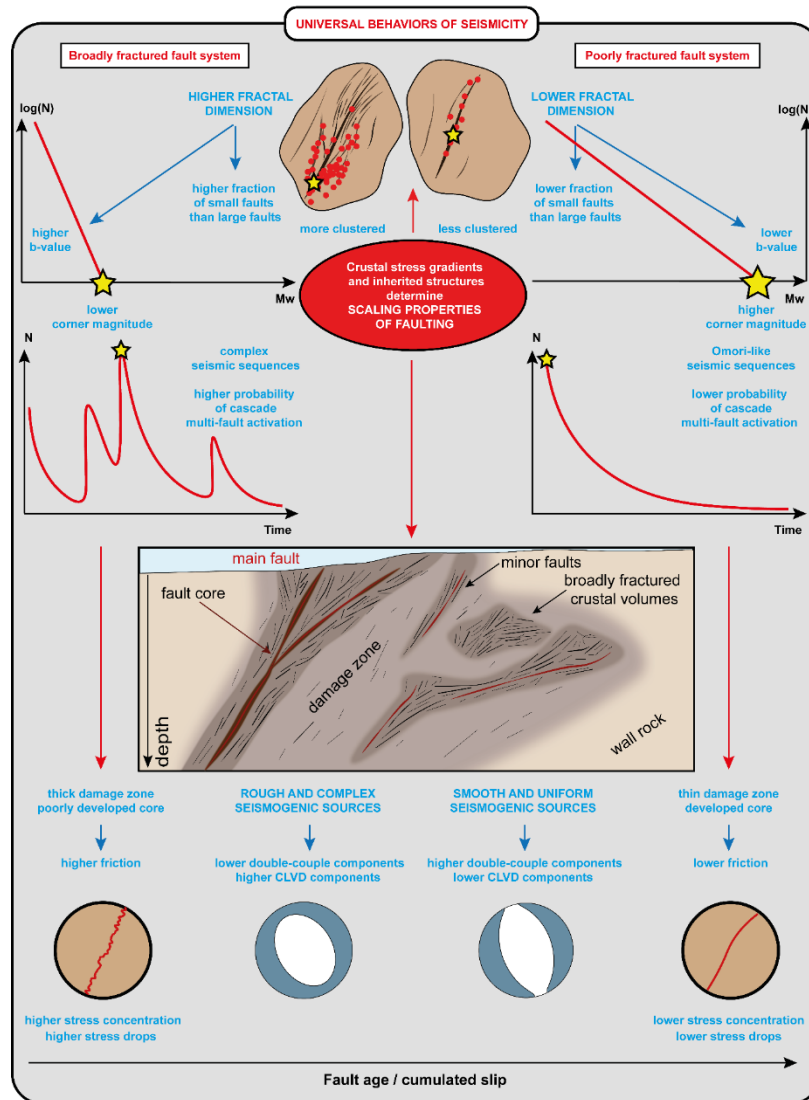 UNIVERSAL BEHAVIORS OF SEISMICITY
Broadly fractured fault system
Poorly fractured fault system
log(N)
HIGHER FRACTAL
DIMENSION
higher fraction
of small faults
than large faults
higher
b-value
Mw
lower
corner magnitude
more clustered
less clustered
LOWER FRACTAL
DIMENSION
lower fraction
of small faults
than large faults
log(N)
lower
b-value
Mw
higher
corner magnitude
Crustal stress gradients
and inherited structures
determine
SCALING PROPERTIES
OF FAULTING
N
complex
seismic sequences
higher probability
of cascade
multi-fault activation
Time
N
Omori-like
seismic sequences
lower probability
of cascade
multi-fault activation
Time
main fault
fault core
minor faults
broadly fractured
crustal volumes
damage zone
wall rock
depth
thick damage zone
poorly developed core
higher friction
higher stress concentration
higher stress drops
ROUGH AND COMPLEX
SEISMOGENIC SOURCES
lower double-couple components
higher CLVD components
SMOOTH AND UNIFORM
SEISMOGENIC SOURCES
higher double-couple components
lower CLVD components
thin damage zone
developed core
lower friction
lower stress concentration
lower stress drops
Fault age / cumulated slip